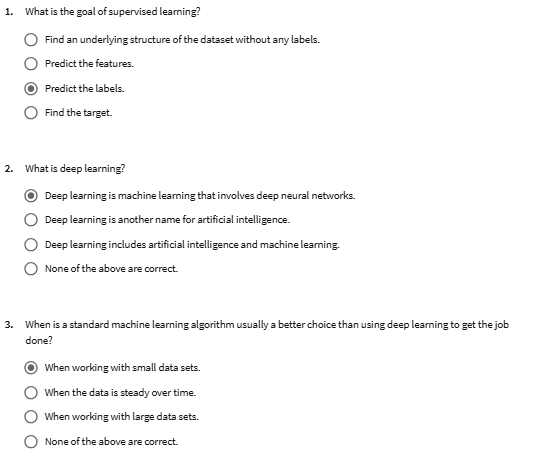 1. What is the goal of supervised learning?
Find an underlying structure of the dataset without any labels.
Predict the features.
Predict the labels.
Find the target.
2. What is deep learning?
Deep learning is machine learning that involves deep neural networks.
Deep learning is another name for artificial intelligence.
Deep learning includes artificial intelligence and machine learning.
None of the above are correct.
3. When is a standard machine learning algorithm usually a better choice than using deep learning to get the job
done?
When working with small data sets.
When the data is steady over time.
When working with large data sets.
None of the above are correct.